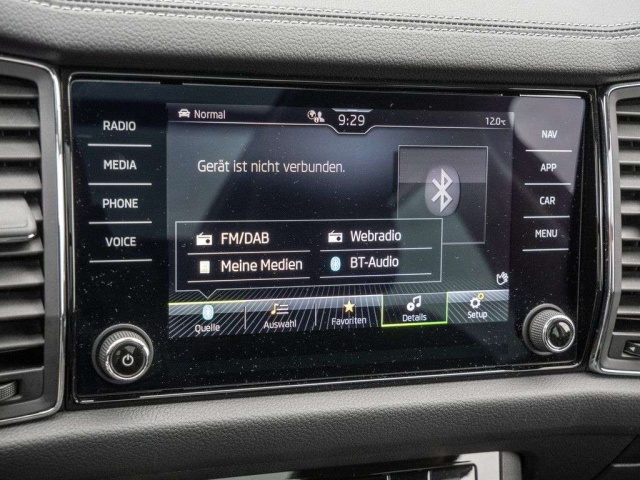 Normal
9:29
12.0°C
RADIO
MEDIA
PHONE
VOICE
NAV
APP
CAR
MENU
Gerät ist nicht verbunden.
FM/DAB
Webradio
Meine Medien
BT-Audio
Quelle
Auswahl
Favoriten
Details
Setup